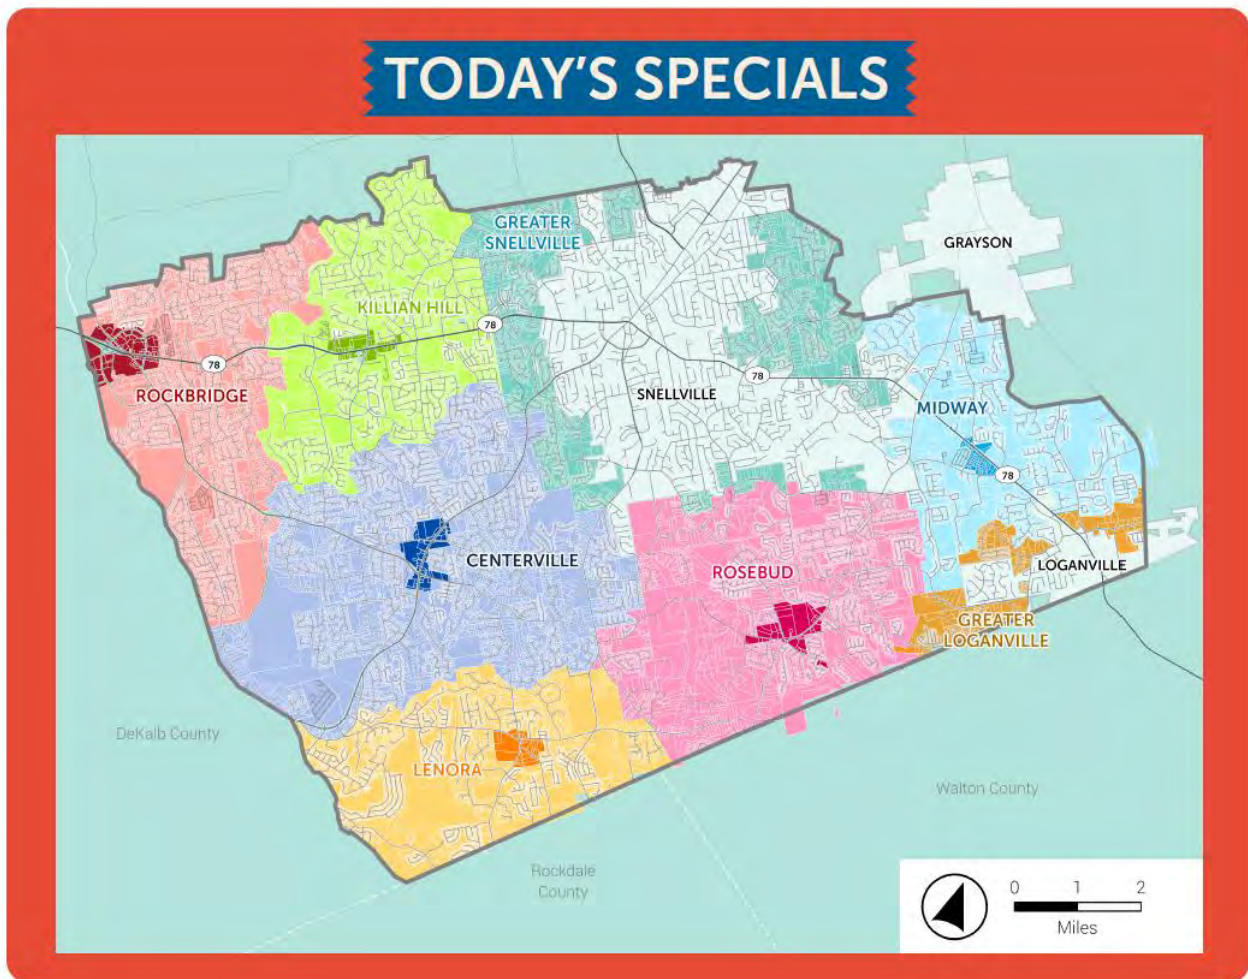 TODAY'S SPECIALS
GREATER
SNELLVILLE
GRAYSON
KILLIAN HILL
78
78
78
ROCKBRIDGE
SNELLVILLE
MIDWAY
78
CENTERVILLE
ROSEBUD
LOGANVILLE
GREATER
LOGANVILLE
DeKalb County
LENORA
Walton County
Rockdale
County
0 1 2
Miles